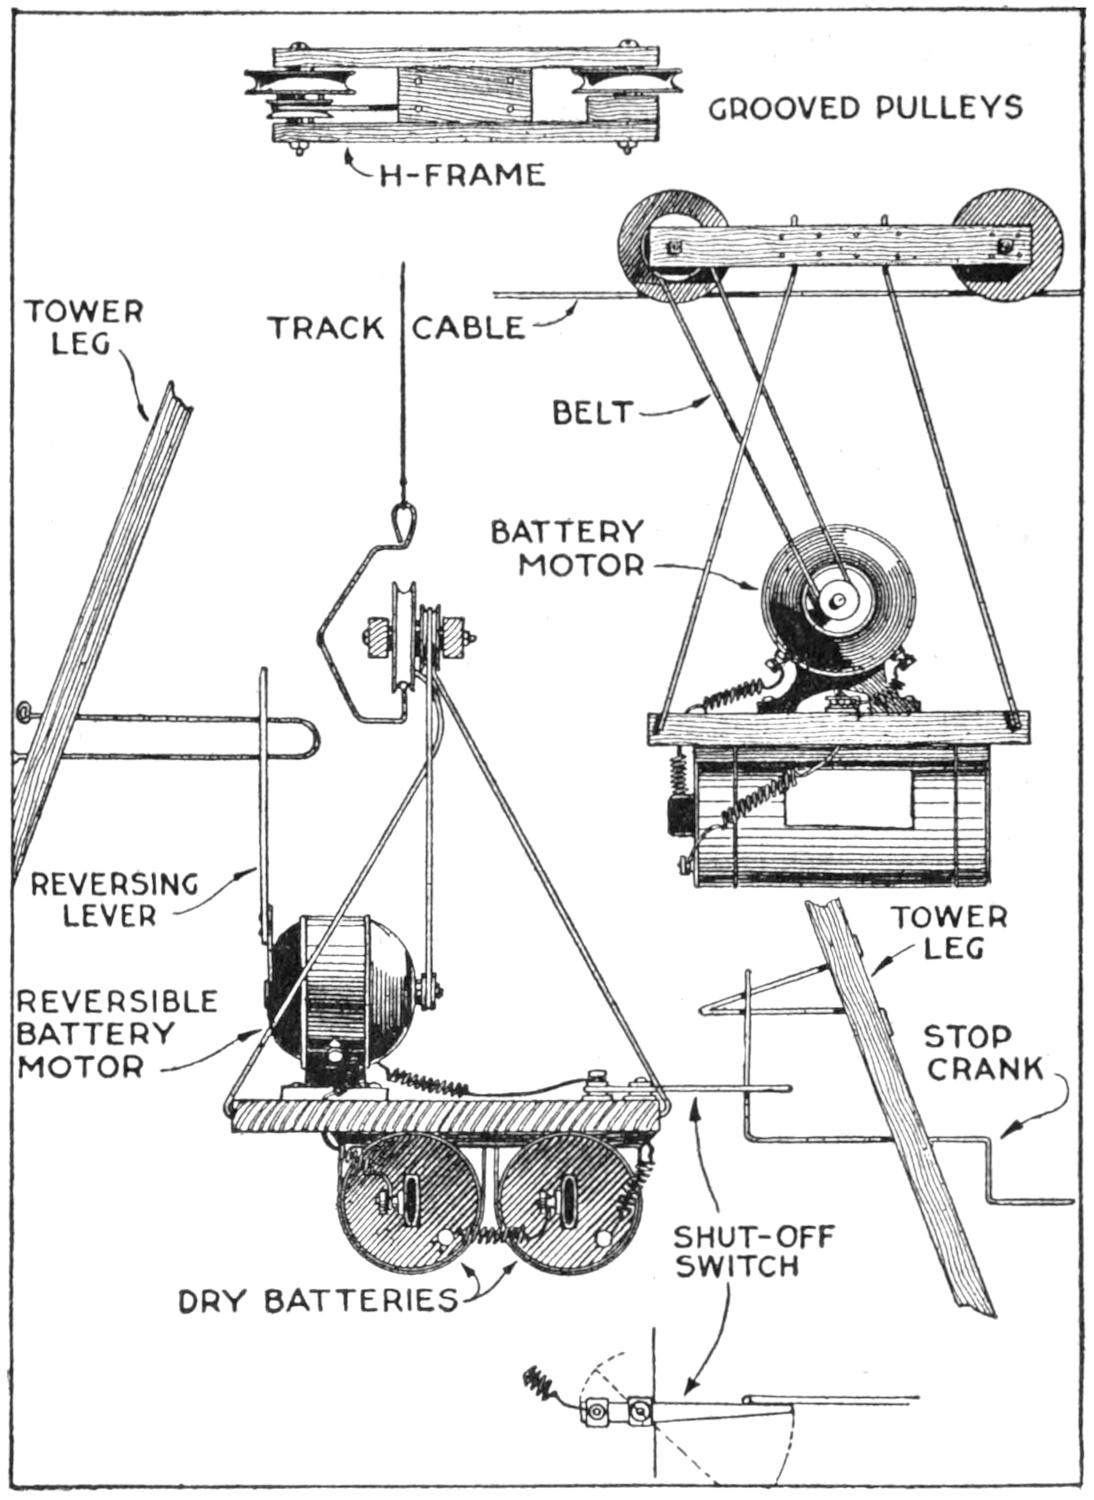 GROOVED PULLEYS
H-FRAME
TOWER
LEG
TRACK CABLE
BELT
BATTERY
MOTOR
REVERSING
LEVER
REVERSIBLE
BATTERY
MOTOR
TOWER
LEG
STOP
CRANK
SHUT-OFF
SWITCH
DRY BATTERIES